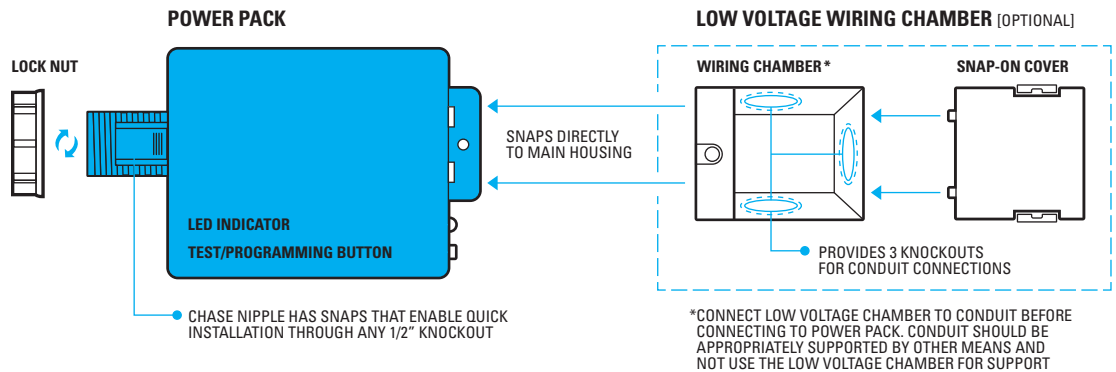 POWER PACK
LOW VOLTAGE WIRING CHAMBER [OPTIONAL]
LOCK NUT
WIRING CHAMBER*
SNAP-ON COVER
SNAPS DIRECTLY
TO MAIN HOUSING
LED INDICATOR
TEST/PROGRAMMING BUTTON
PROVIDES 3 KNOCKOUTS
FOR CONDUIT CONNECTIONS
CHASE NIPPLE HAS SNAPS THAT ENABLE QUICK
INSTALLATION THROUGH ANY 1/2" KNOCKOUT
*CONNECT LOW VOLTAGE CHAMBER TO CONDUIT BEFORE
CONNECTING TO POWER PACK. CONDUIT SHOULD BE
APPROPRIATELY SUPPORTED BY OTHER MEANS AND
NOT USE THE LOW VOLTAGE CHAMBER FOR SUPPORT